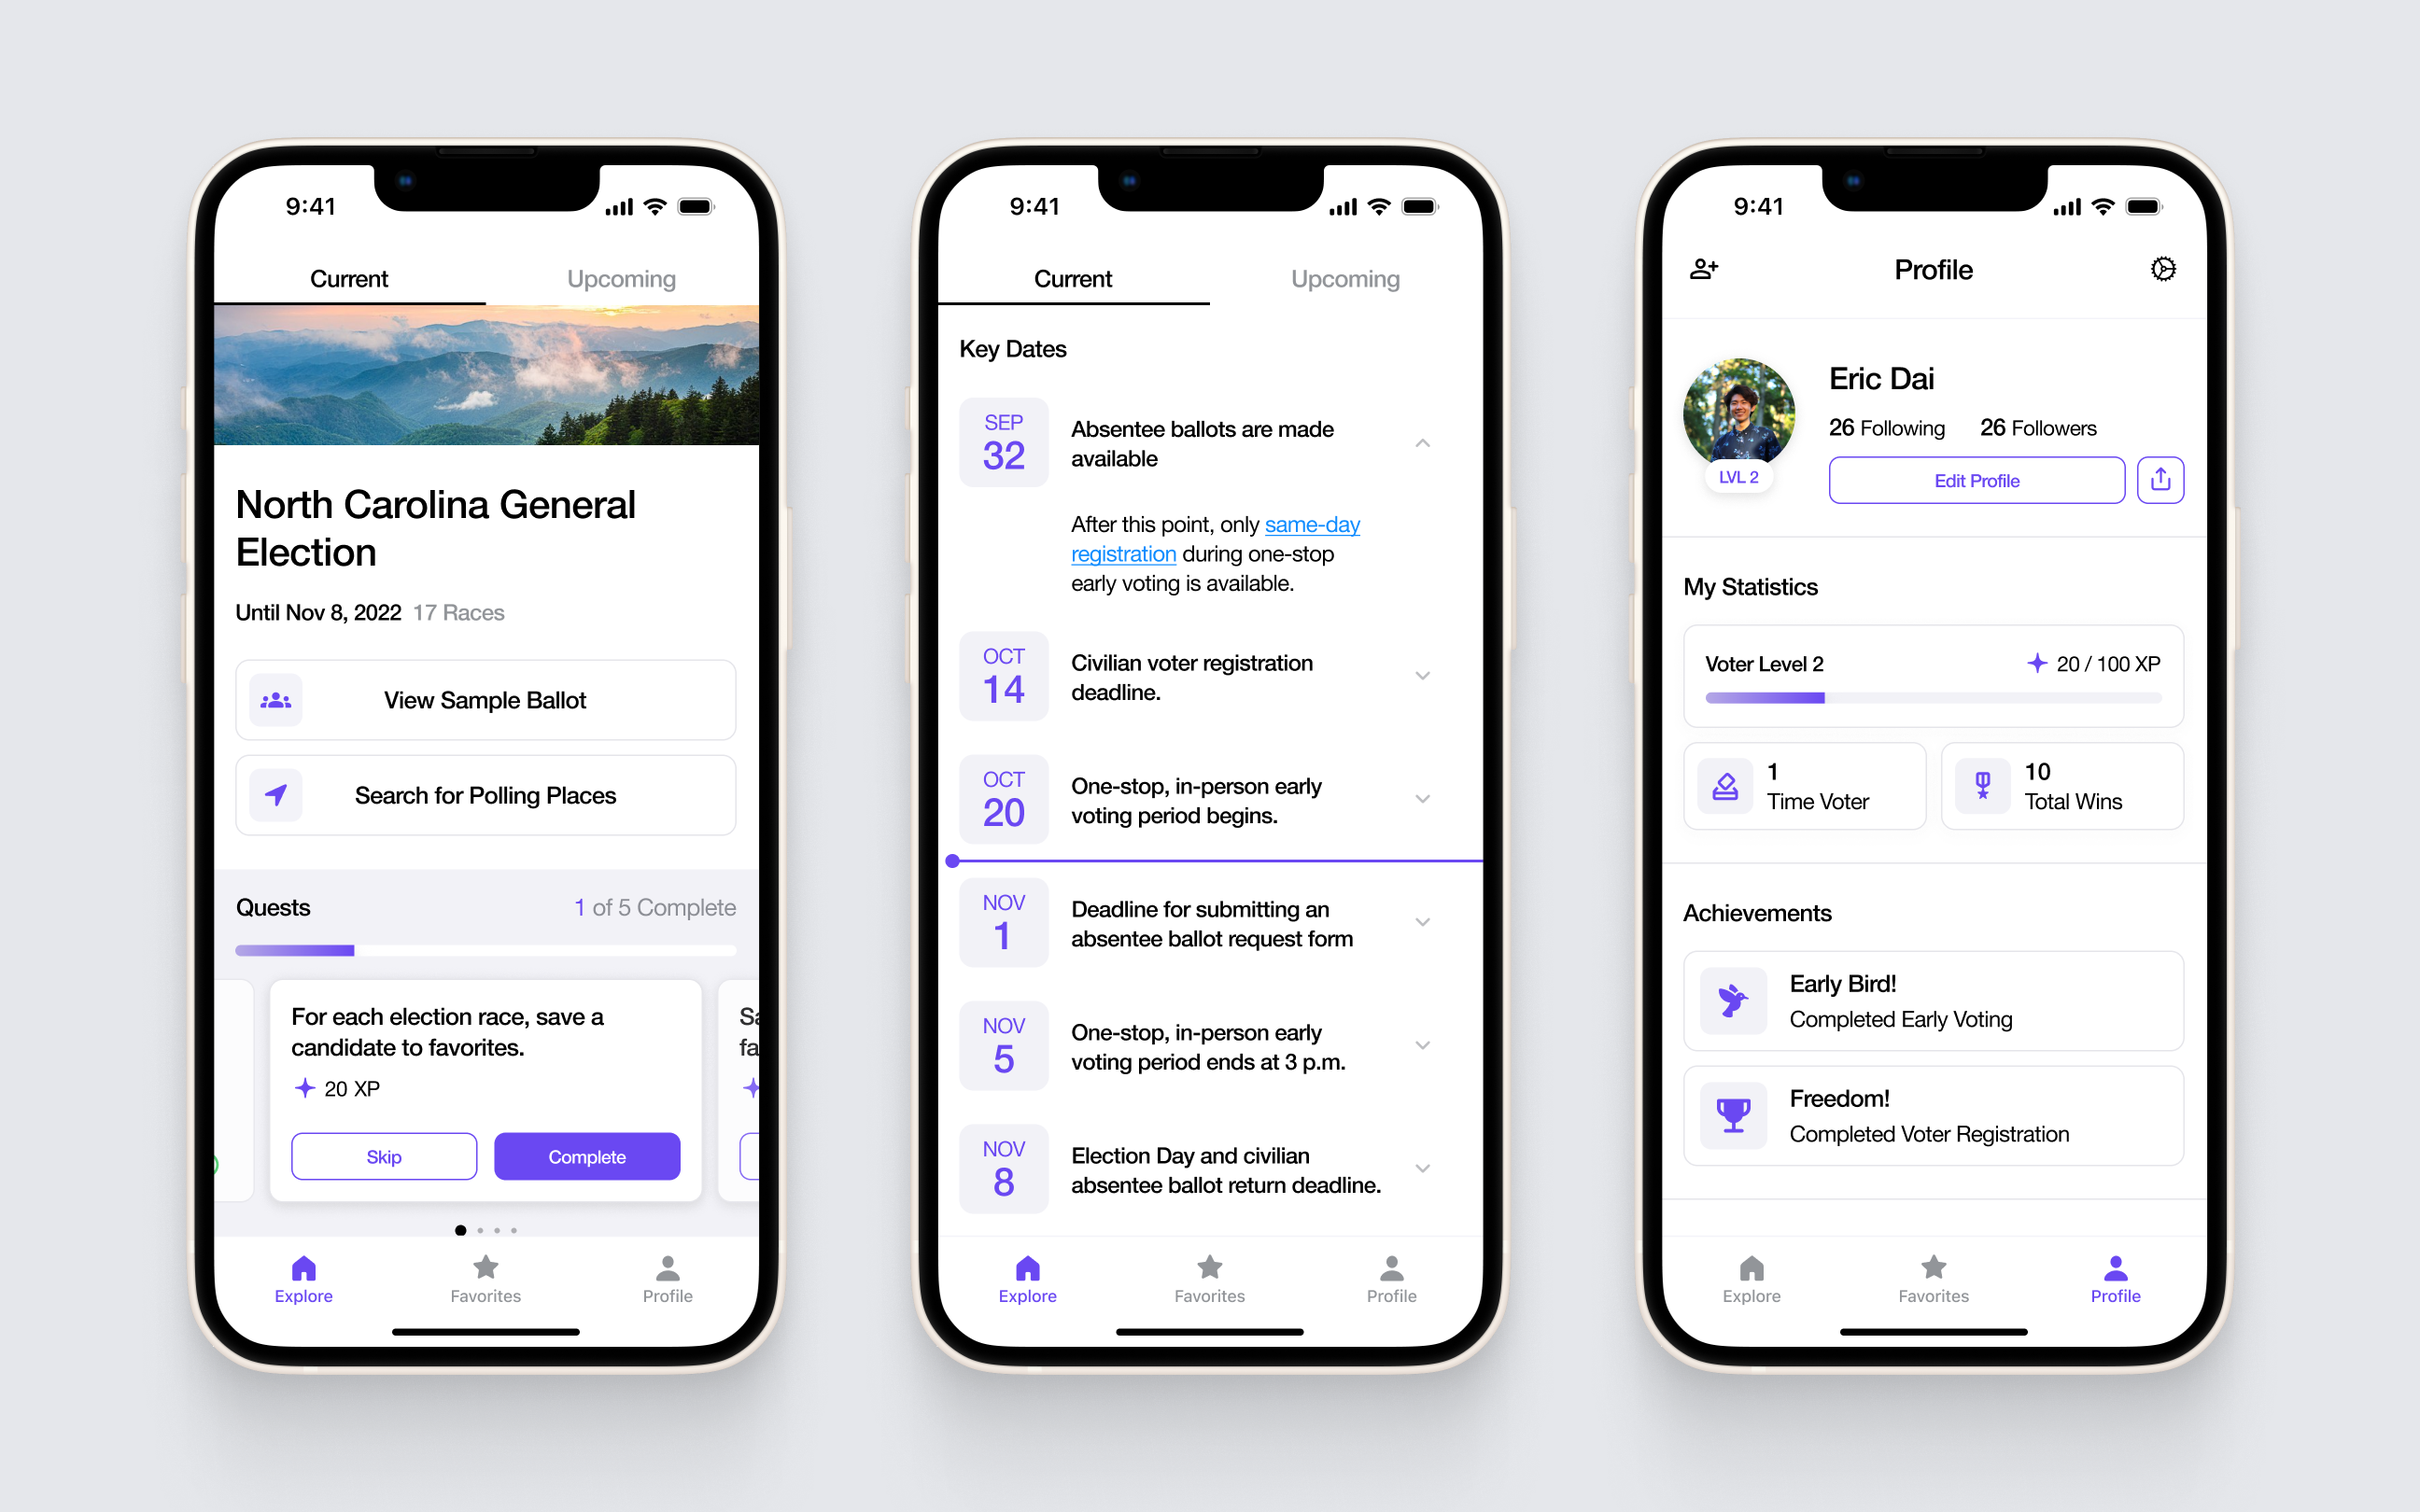 9:41
Current
Upcoming
North Carolina General
Election
Until Nov 8, 2022 17 Races
View Sample Ballot
Search for Polling Places
Quests
1 of 5 Complete
For each election race, save a
candidate to favorites.
20 XP
Skip
Complete
Sa
fa
Explore
Favorites
Profile
9:41
Current
Upcoming
Key Dates
SEP
32
Absentee ballots are made
available
After this point, only same-day
registration during one-stop
early voting is available.
OCT
14
Civilian voter registration
deadline.
OCT
20
One-stop, in-person early
voting period begins.
NOV
1
Deadline for submitting an
absentee ballot request form
NOV
5
One-stop, in-person early
voting period ends at 3 p.m.
NOV
8
Election Day and civilian
absentee ballot return deadline.
Explore
Favorites
Profile
9:41
Profile
Eric Dai
26 Following
26 Followers
LVL 2
Edit Profile
My Statistics
Voter Level 2
20 / 100 XP
1
Time Voter
10
Total Wins
Achievements
Early Bird!
Completed Early Voting
Freedom!
Completed Voter Registration
Explore
Favorites
Profile